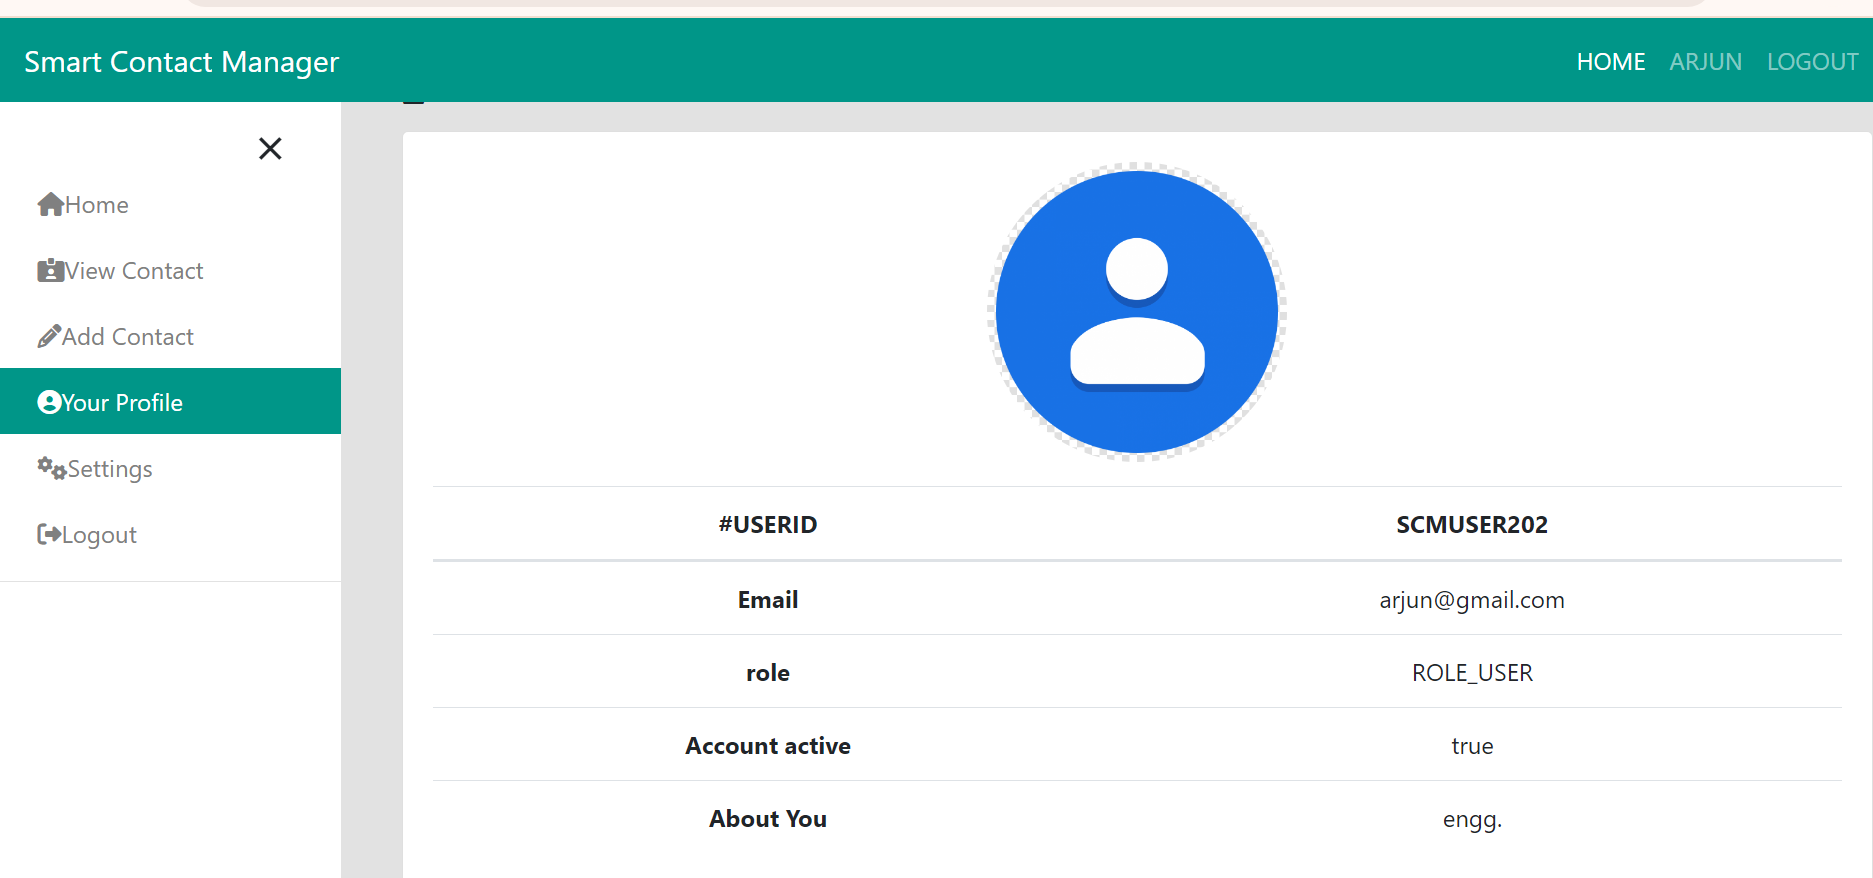 Smart Contact Manager
HOME ARJUN LOGOUT
Home
View Contact
Add Contact
Your Profile
Settings
Logout
#USERID SCMUSER202
Email arjun@gmail.com
role ROLE_USER
Account active true
About You engg.